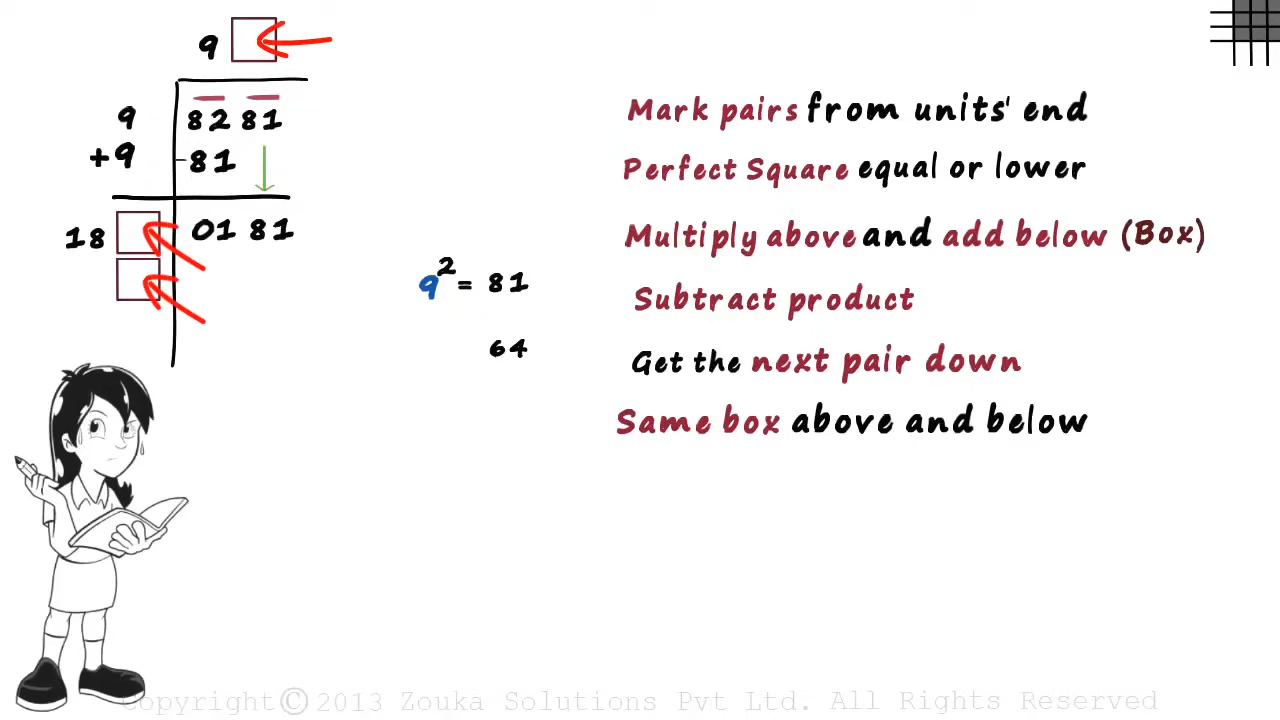 9
9 82 81
+9 -81
18 01 81
9² = 81
64
Mark pairs from units' end
Perfect Square equal or lower
Multiply above and add below (Box)
Subtract product
Get the next pair down
Same box above and below
Copyright © 2013 Zouka Solutions Pvt Ltd. All Rights Reserved